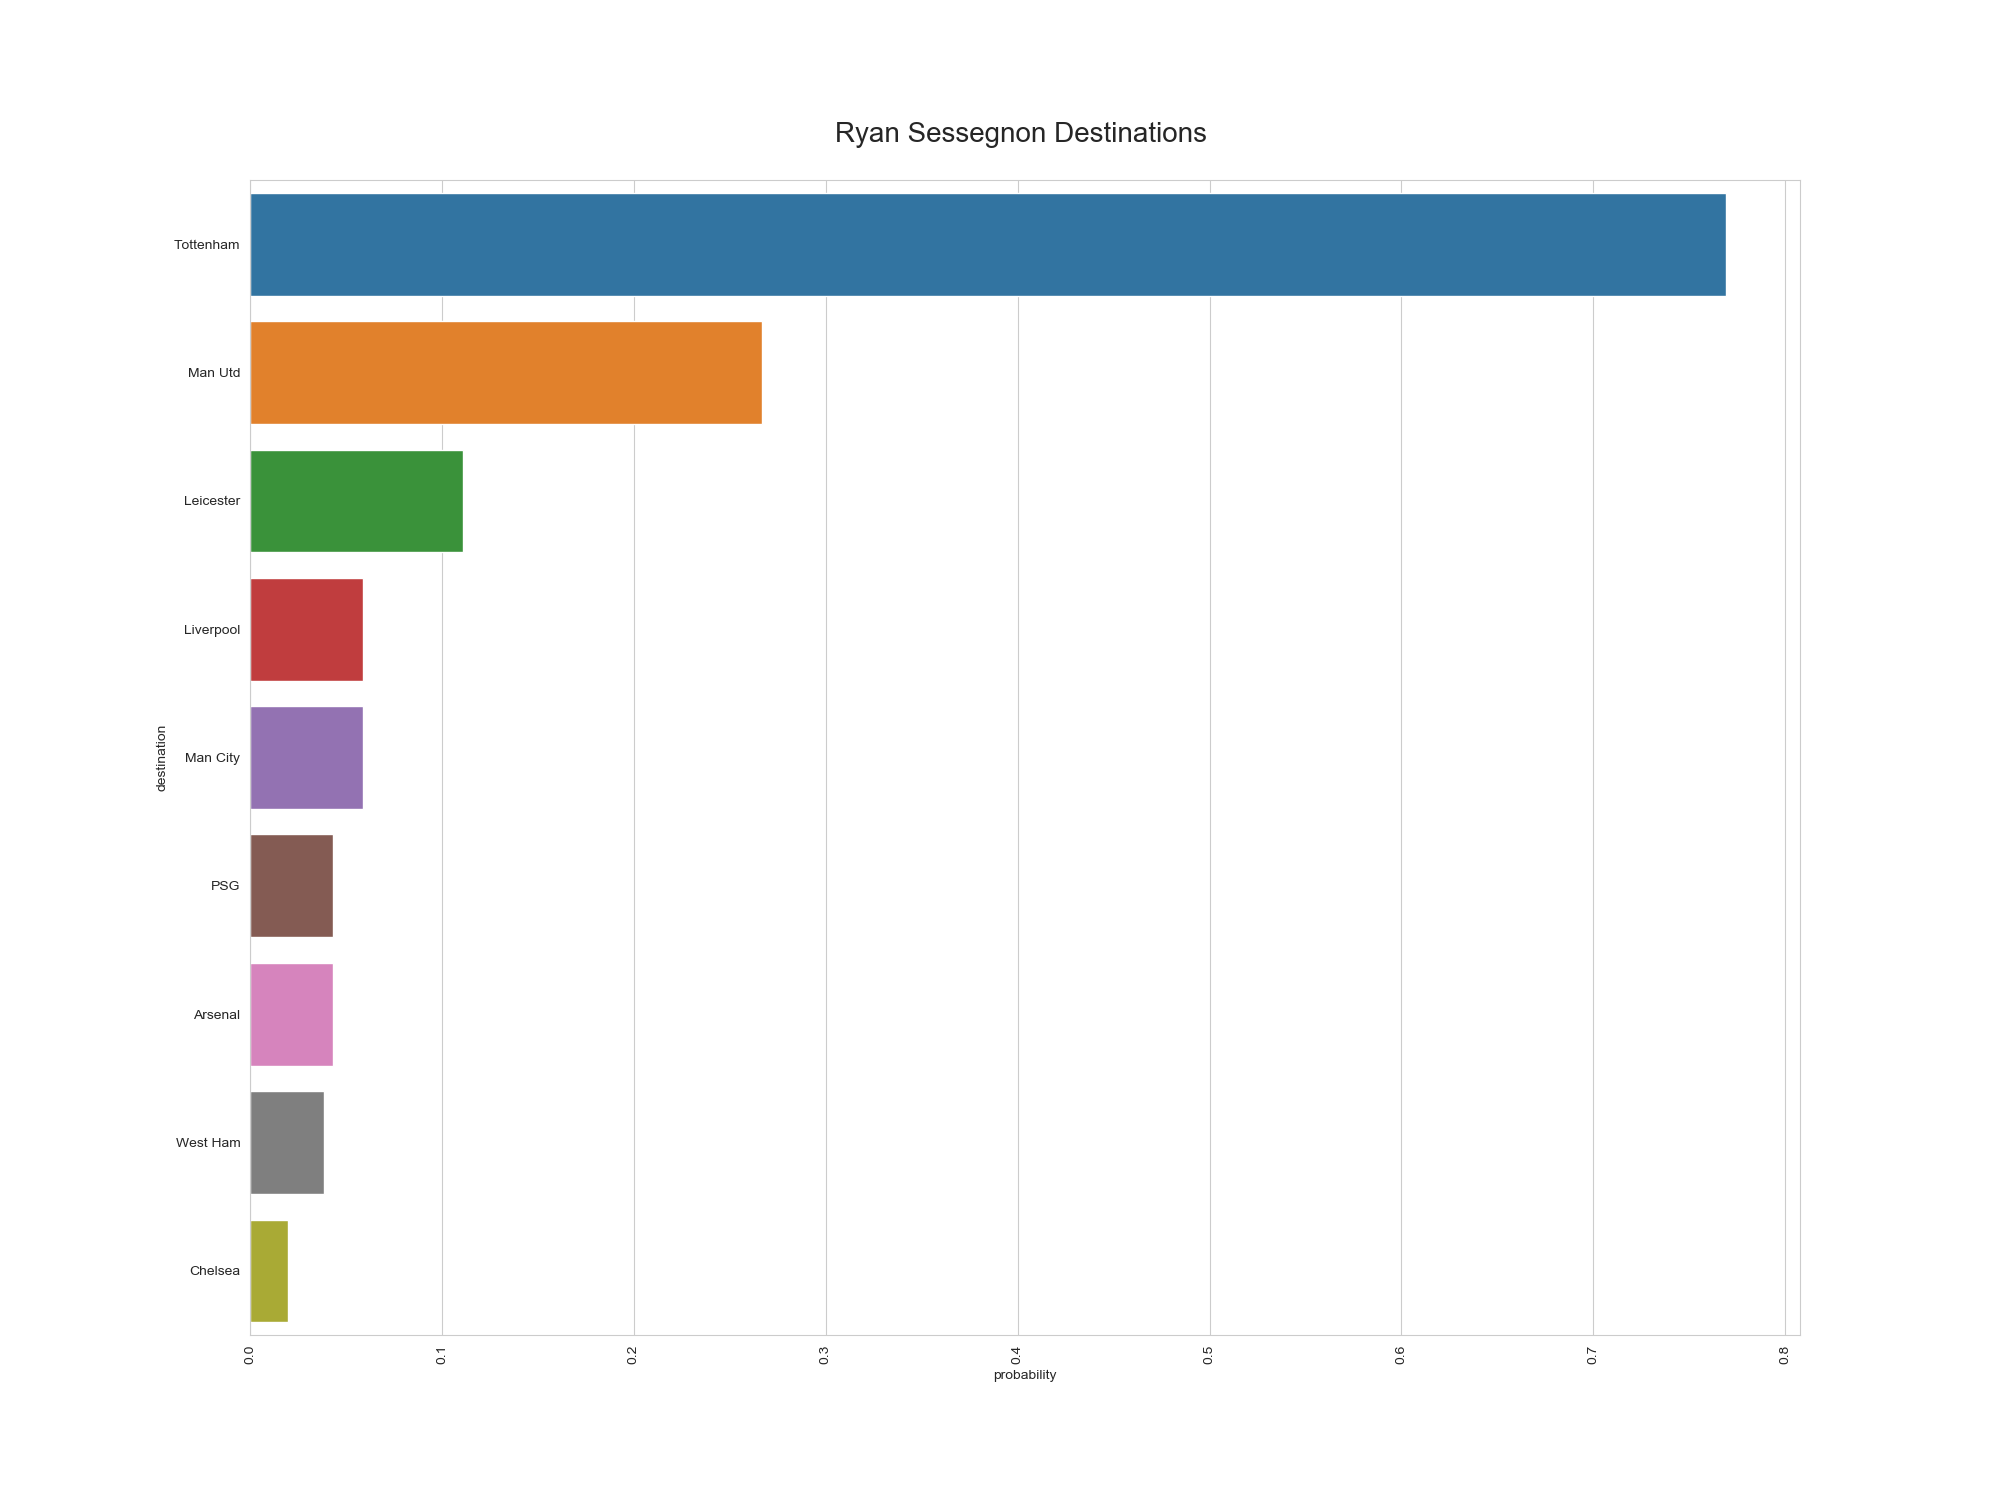 Ryan Sessegnon Destinations
Tottenham
Man Utd
Leicester
Liverpool
Man City
PSG
Arsenal
West Ham
Chelsea
destination
0.0 0.1 0.2 0.3 0.4 0.5 0.6 0.7 0.8
probability